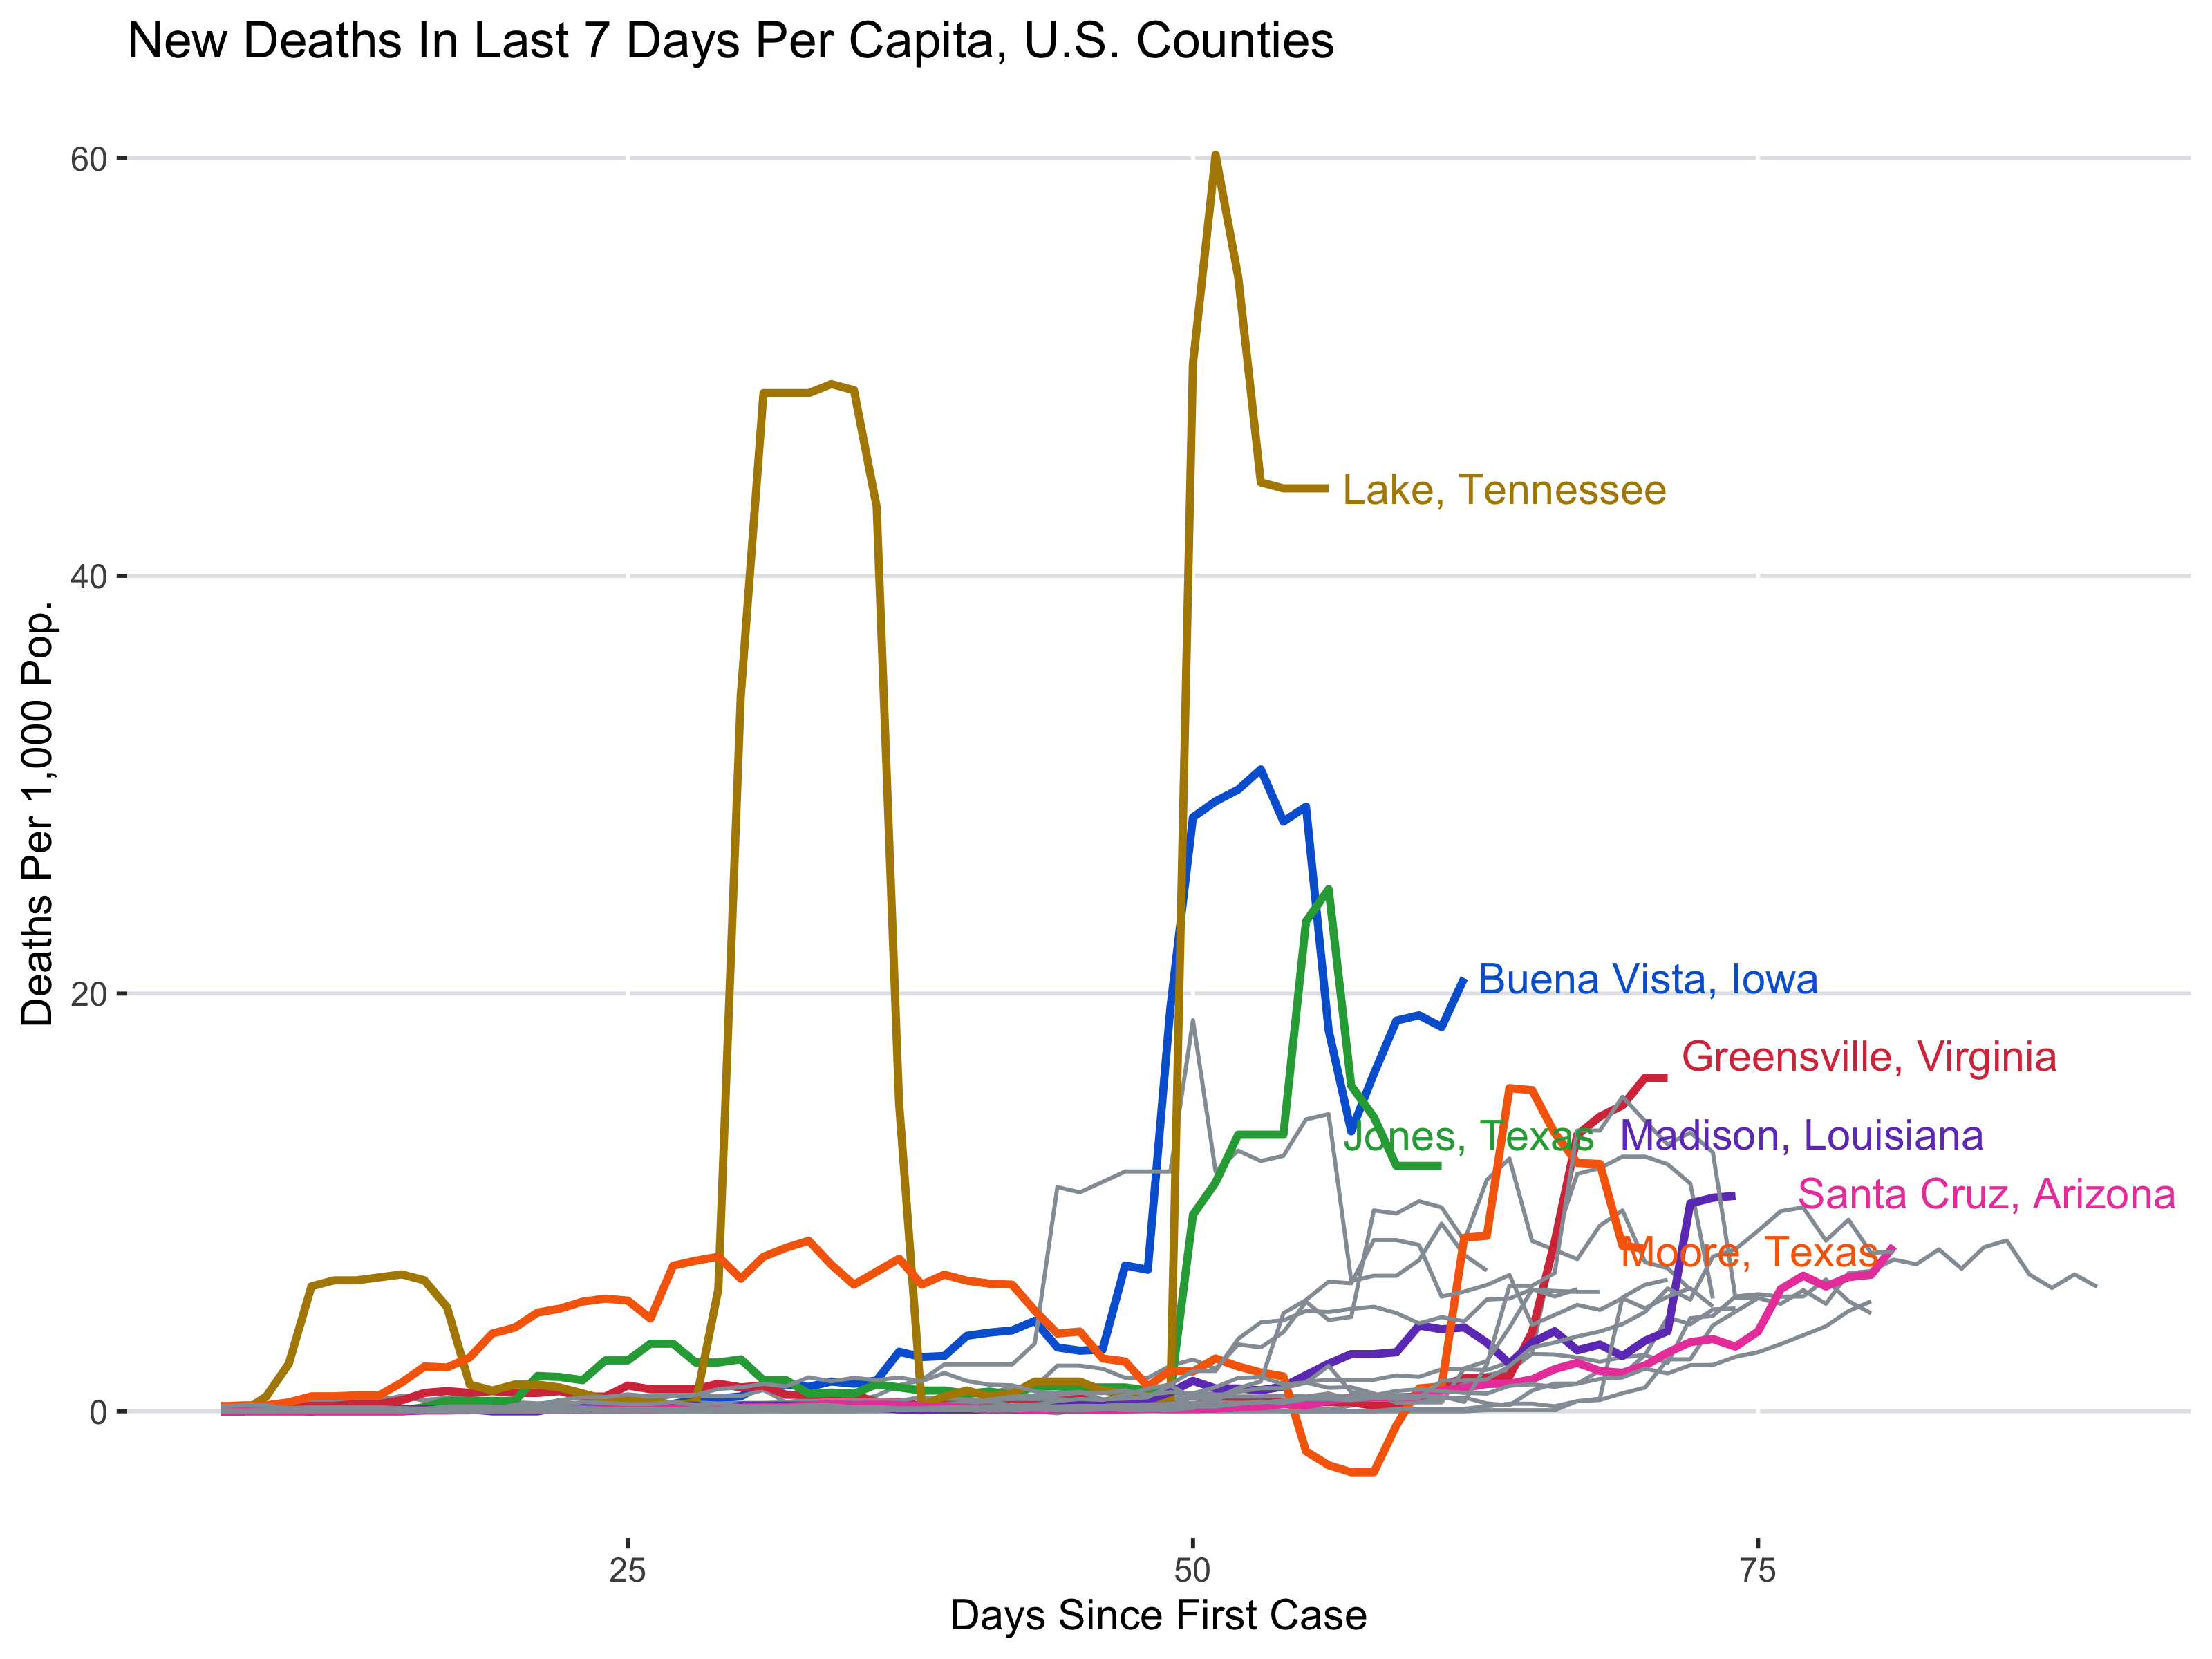 New Deaths In Last 7 Days Per Capita, U.S. Counties
60
40
20
0
Deaths Per 1,000 Pop.
Lake, Tennessee
Buena Vista, Iowa
Greensville, Virginia
Jones, Texas
Madison, Louisiana
Santa Cruz, Arizona
Moore, Texas
25
50
75
Days Since First Case